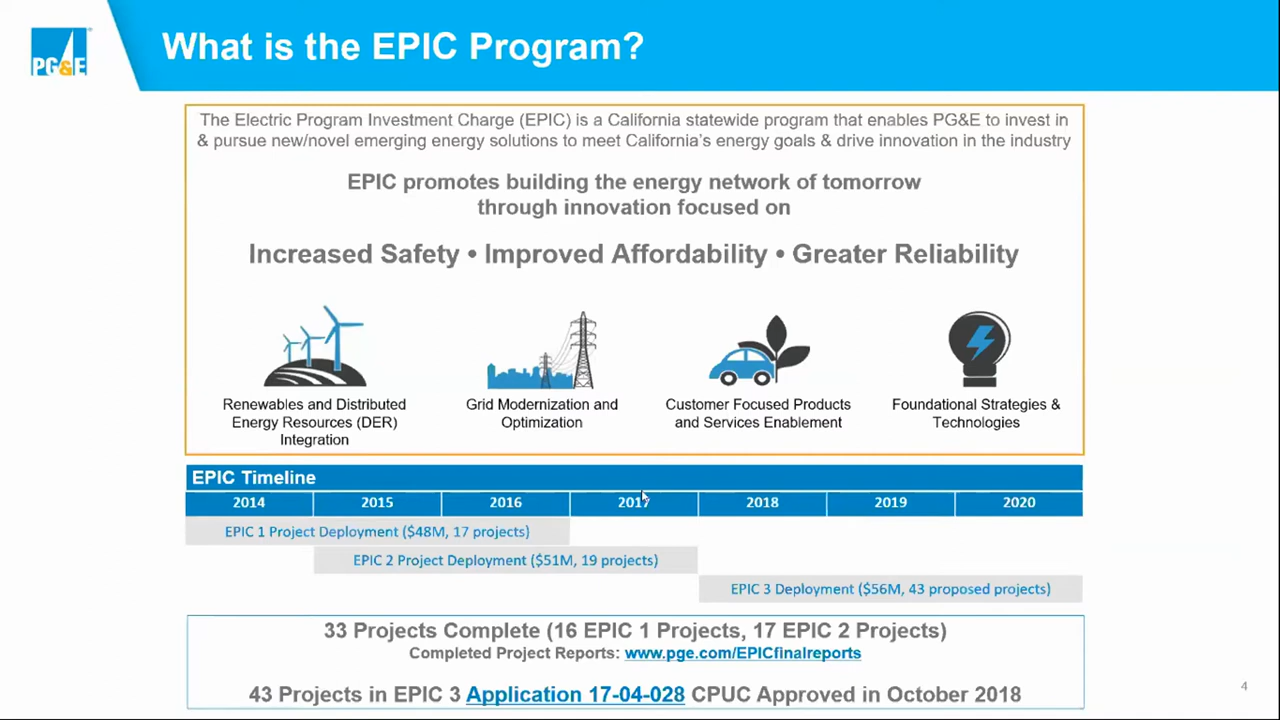 PG&E
What is the EPIC Program?
The Electric Program Investment Charge (EPIC) is a California statewide program that enables PG&E to invest in
& pursue new/novel emerging energy solutions to meet California's energy goals & drive innovation in the industry
EPIC promotes building the energy network of tomorrow
through innovation focused on
Increased Safety • Improved Affordability • Greater Reliability
Renewables and Distributed
Energy Resources (DER)
Integration
Grid Modernization and
Optimization
Customer Focused Products
and Services Enablement
Foundational Strategies &
Technologies
EPIC Timeline
2014 2015 2016 2017 2018 2019 2020
EPIC 1 Project Deployment ($48M, 17 projects)
EPIC 2 Project Deployment ($51M, 19 projects)
EPIC 3 Deployment ($56M, 43 proposed projects)
33 Projects Complete (16 EPIC 1 Projects, 17 EPIC 2 Projects)
Completed Project Reports: www.pge.com/EPICfinalreports
43 Projects in EPIC 3 Application 17-04-028 CPUC Approved in October 2018
4